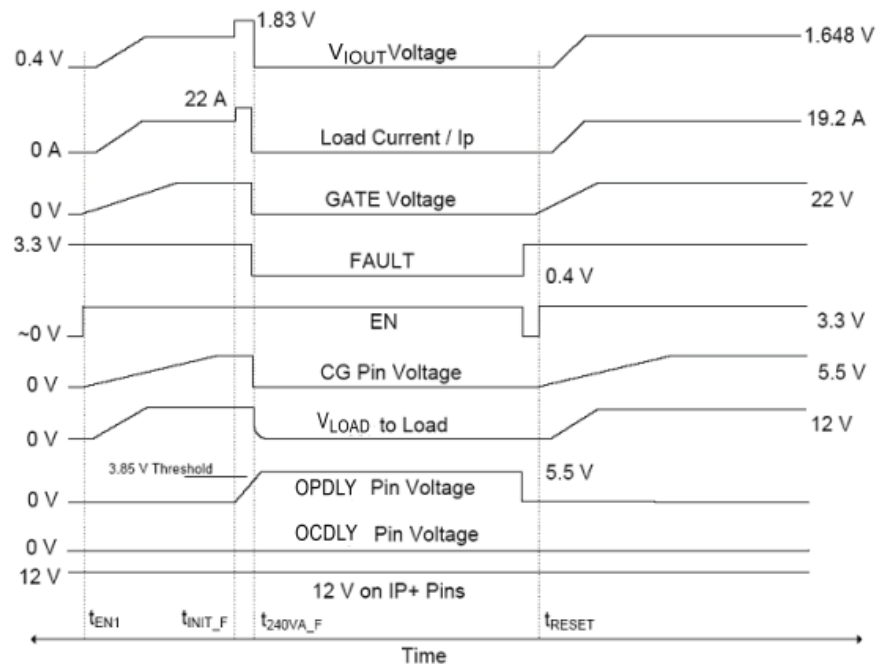 1.83 V
0.4 V
VIOUT Voltage
1.648 V
22 A
0 A
Load Current / Ip
19.2 A
0 V
GATE Voltage
22 V
3.3 V
FAULT
0.4 V
~0 V
EN
3.3 V
0 V
CG Pin Voltage
5.5 V
0 V
VLOAD to Load
12 V
3.85 V Threshold
0 V
OPDLY Pin Voltage
5.5 V
0 V
OCDLY Pin Voltage
12 V
12 V on IP+ Pins
tEN1
tINIT_F
t240VA_F
tRESET
Time